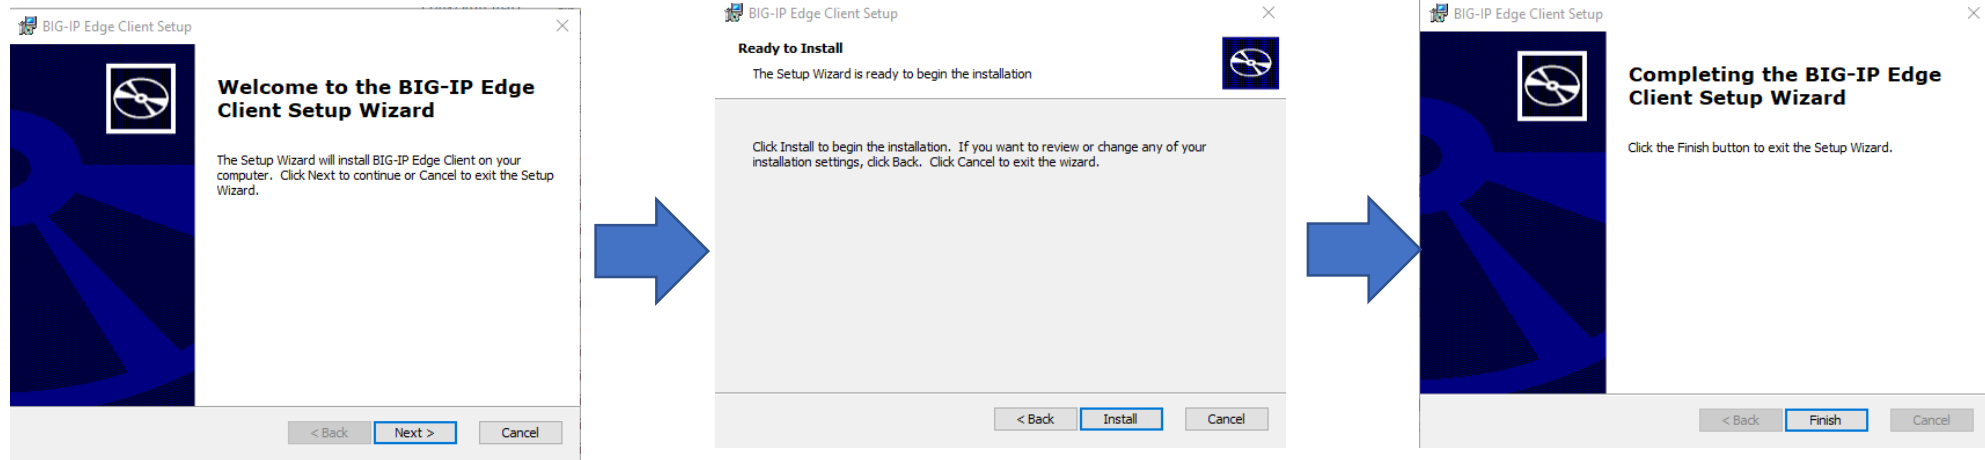 BIG-IP Edge Client Setup
Welcome to the BIG-IP Edge
Client Setup Wizard
The Setup Wizard will install BIG-IP Edge Client on your
computer.  Click Next to continue or Cancel to exit the Setup
Wizard.
< Back
Next >
Cancel
BIG-IP Edge Client Setup
Ready to Install
The Setup Wizard is ready to begin the installation
Click Install to begin the installation.  If you want to review or change any of your
installation settings, click Back.  Click Cancel to exit the wizard.
< Back
Install
Cancel
BIG-IP Edge Client Setup
Completing the BIG-IP Edge
Client Setup Wizard
Click the Finish button to exit the Setup Wizard.
< Back
Finish
Cancel